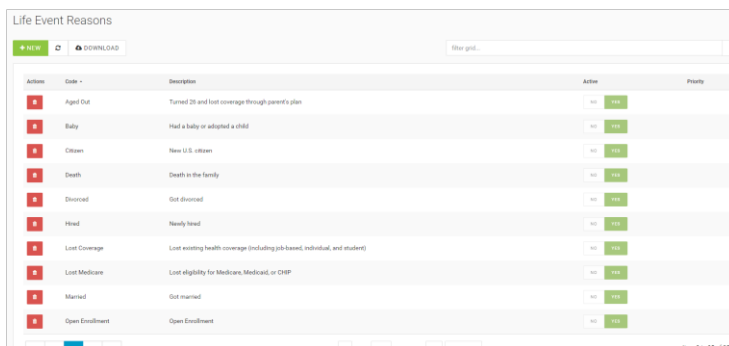 Life Event Reasons
+ NEW DOWNLOAD filter grid...
Actions Code Description Active Priority
Aged Out Turned 26 and lost coverage through parent's plan NO YES
Baby Had a baby or adopted a child NO YES
Citizen New U.S. citizen NO YES
Death Death in the family NO YES
Divorced Got divorced NO YES
Hired Newly hired NO YES
Lost Coverage Lost existing health coverage (including job-based, individual, and student) NO YES
Lost Medicare Lost eligibility for Medicare, Medicaid, or CHIP NO YES
Married Got married NO YES
Open Enrollment Open Enrollment NO YES